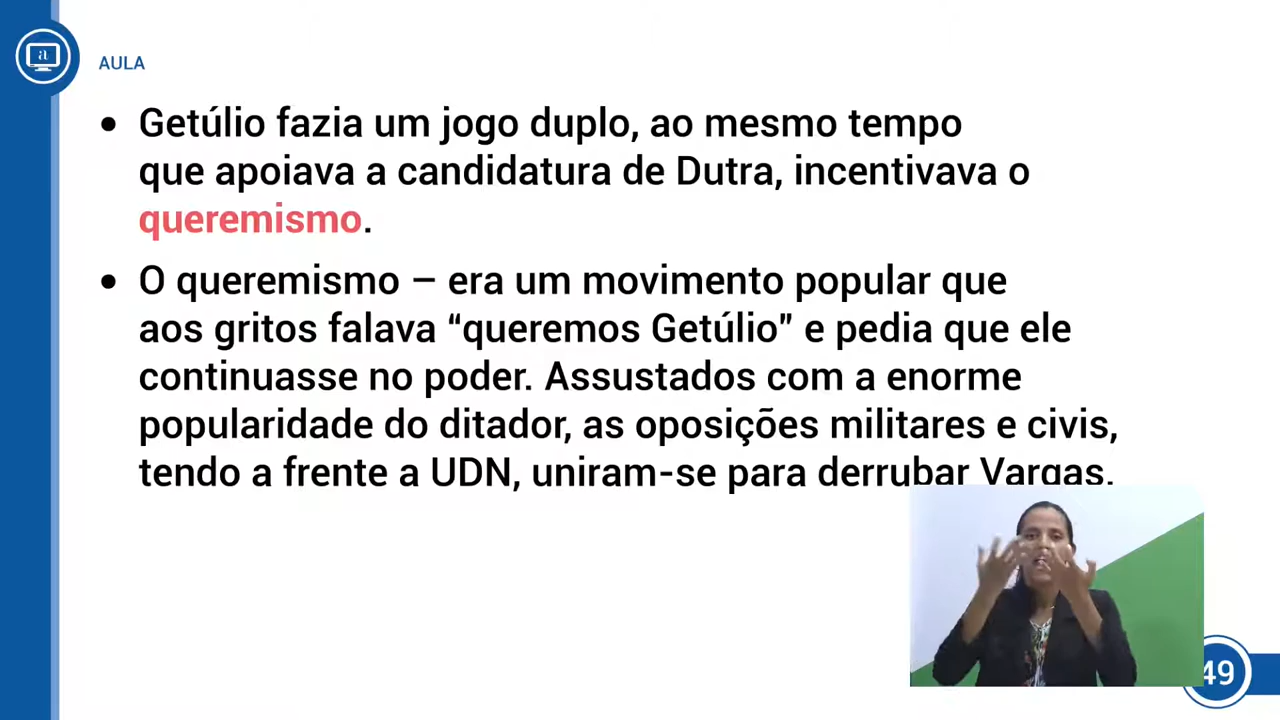 AULA
Getúlio fazia um jogo duplo, ao mesmo tempo
que apoiava a candidatura de Dutra, incentivava o
queremismo.
O queremismo – era um movimento popular que
aos gritos falava “queremos Getúlio” e pedia que ele
continuasse no poder. Assustados com a enorme
popularidade do ditador, as oposições militares e civis,
tendo a frente a UDN, uniram-se para derrubar Vargas.
49